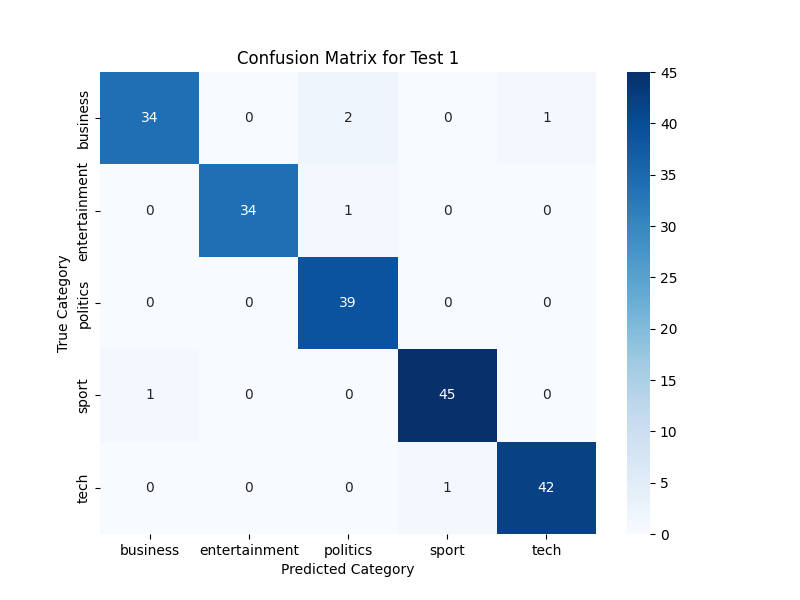 Confusion Matrix for Test 1
True Category
business
34 0 2 0 1
entertainment
0 34 1 0 0
politics
0 0 39 0 0
sport
1 0 0 45 0
tech
0 0 0 1 42
business entertainment politics sport tech
Predicted Category
45
40
35
30
25
20
15
10
5
0